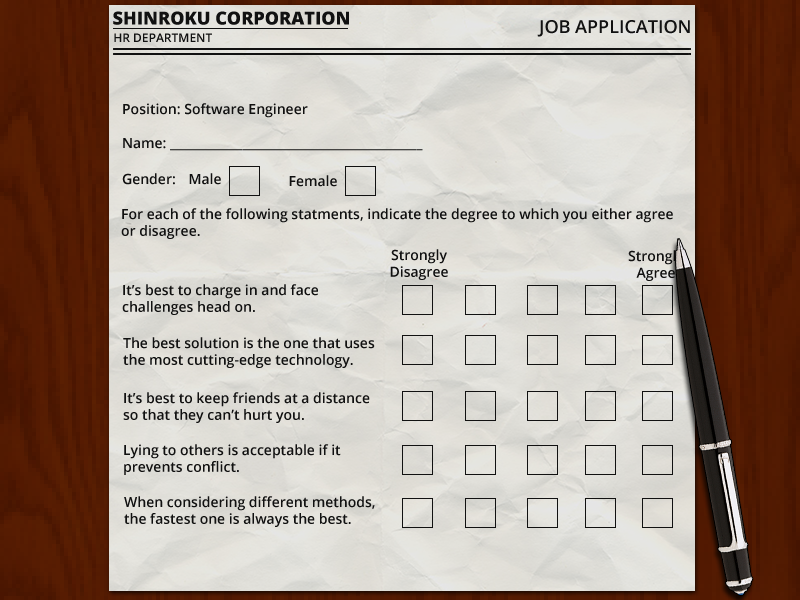 SHINROKU CORPORATION
HR DEPARTMENT
JOB APPLICATION
Position: Software Engineer
Name: ________________________________
Gender: Male Female
For each of the following statments, indicate the degree to which you either agree
or disagree.
Strongly
Disagree
Strongl
Agree
It's best to charge in and face
challenges head on.
The best solution is the one that uses
the most cutting-edge technology.
It's best to keep friends at a distance
so that they can't hurt you.
Lying to others is acceptable if it
prevents conflict.
When considering different methods,
the fastest one is always the best.